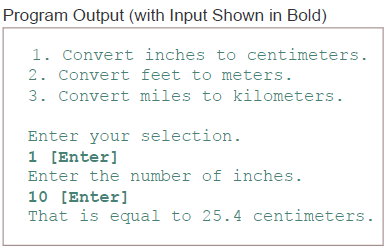 Program Output (with Input Shown in Bold)
1. Convert inches to centimeters.
2. Convert feet to meters.
3. Convert miles to kilometers.
Enter your selection.
1 [Enter]
Enter the number of inches.
10 [Enter]
That is equal to 25.4 centimeters.